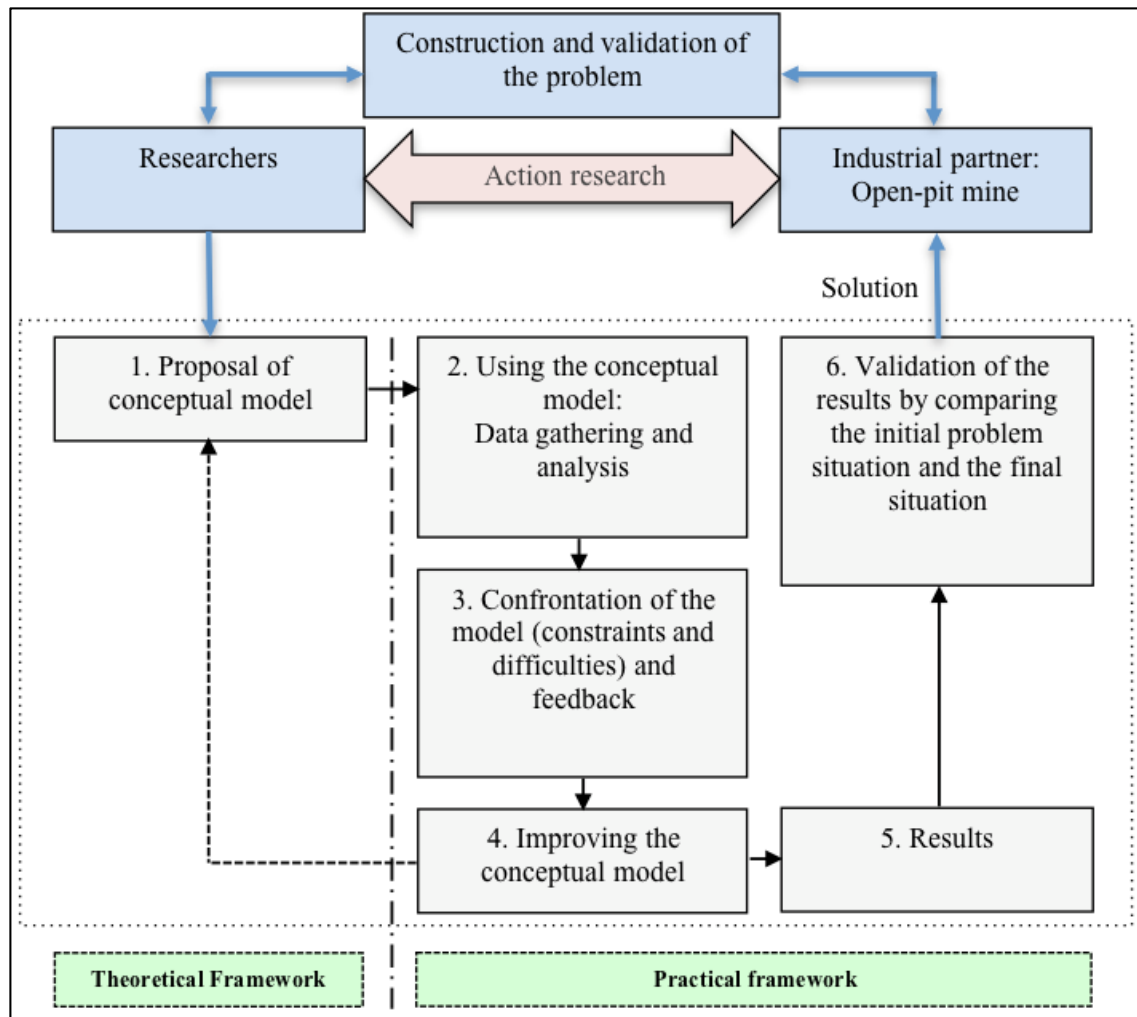 Construction and validation of
the problem
Researchers
Action research
Industrial partner:
Open-pit mine
Solution
1. Proposal of
conceptual model
2. Using the conceptual
model:
Data gathering and
analysis
6. Validation of the
results by comparing
the initial problem
situation and the final
situation
3. Confrontation of the
model (constraints and
difficulties) and
feedback
4. Improving the
conceptual model
5. Results
Theoretical Framework
Practical framework